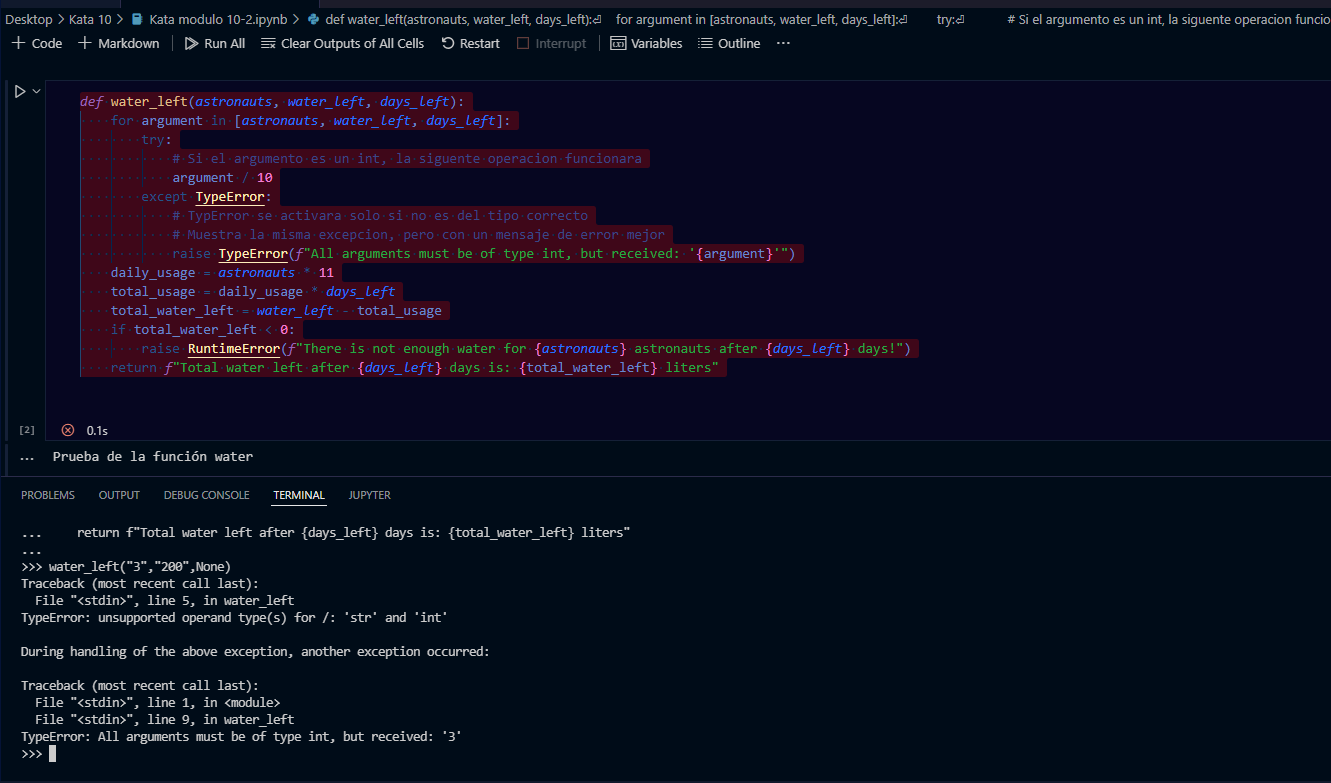 Desktop > Kata 10 > Kata modulo 10-2.ipynb > def water_left(astronauts, water_left, days_left):⏎ for argument in [astronauts, water_left, days_left]:⏎ try:⏎ # Si el argumento es un int, la siguente operacion funcio
+ Code + Markdown Run All Clear Outputs of All Cells Restart Interrupt Variables Outline ...
def water_left(astronauts, water_left, days_left):
    for argument in [astronauts, water_left, days_left]:
        try:
            # Si el argumento es un int, la siguente operacion funcionara
            argument / 10
        except TypeError:
            # TypError se activara solo si no es del tipo correcto
            # Muestra la misma excepcion, pero con un mensaje de error mejor
            raise TypeError(f"All arguments must be of type int, but received: '{argument}'")
    daily_usage = astronauts * 11
    total_usage = daily_usage * days_left
    total_water_left = water_left - total_usage
    if total_water_left < 0:
        raise RuntimeError(f"There is not enough water for {astronauts} astronauts after {days_left} days!")
    return f"Total water left after {days_left} days is: {total_water_left} liters"
[2] 0.1s
... Prueba de la función water
PROBLEMS OUTPUT DEBUG CONSOLE TERMINAL JUPYTER
...     return f"Total water left after {days_left} days is: {total_water_left} liters"
...
>>> water_left("3","200",None)
Traceback (most recent call last):
  File "<stdin>", line 5, in water_left
TypeError: unsupported operand type(s) for /: 'str' and 'int'
During handling of the above exception, another exception occurred:
Traceback (most recent call last):
  File "<stdin>", line 1, in <module>
  File "<stdin>", line 9, in water_left
TypeError: All arguments must be of type int, but received: '3'
>>>